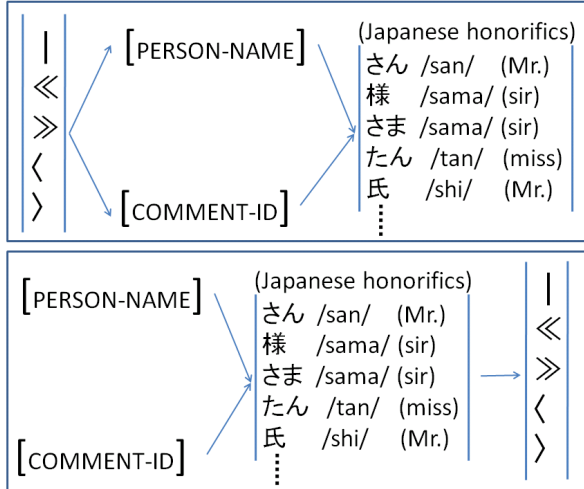 |
≪
≫
〈
〉
[PERSON-NAME]
[COMMENT-ID]
(Japanese honorifics)
さん /san/ (Mr.)
様 /sama/ (sir)
さま /sama/ (sir)
たん /tan/ (miss)
氏 /shi/ (Mr.)
⋮
[PERSON-NAME]
[COMMENT-ID]
(Japanese honorifics)
さん /san/ (Mr.)
様 /sama/ (sir)
さま /sama/ (sir)
たん /tan/ (miss)
氏 /shi/ (Mr.)
⋮
|
≪
≫
〈
〉